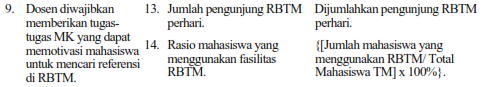 9. Dosen diwajibkan
memberikan tugas-
tugas MK yang dapat
memotivasi mahasiswa
untuk mencari referensi
di RBTM.
13. Jumlah pengunjung RBTM
perhari.
14. Rasio mahasiswa yang
menggunakan fasilitas
RBTM.
Dijumlahkan pengunjung RBTM
perhari.
{[Jumlah mahasiswa yang
menggunakan RBTM/ Total
Mahasiswa TM] x 100%}.